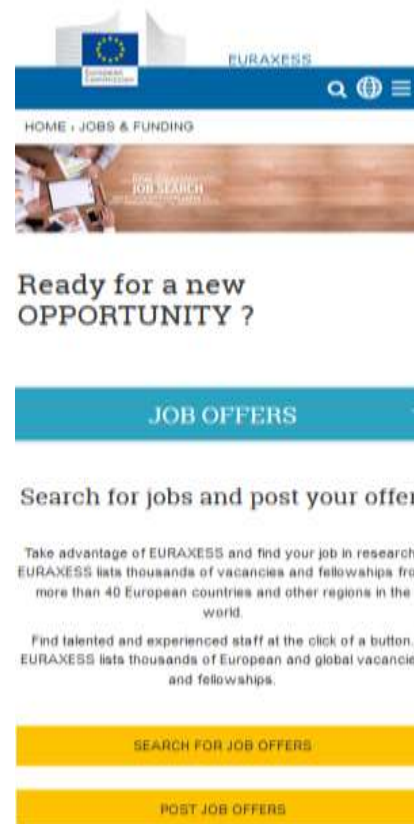 European
Commission
EURAXESS
HOME › JOBS & FUNDING
JOB SEARCH
Ready for a new
OPPORTUNITY ?
JOB OFFERS
Search for jobs and post your offer
Take advantage of EURAXESS and find your job in research
EURAXESS lists thousands of vacancies and fellowships fro
more than 40 European countries and other regions in the
world.
Find talented and experienced staff at the click of a button.
EURAXESS lists thousands of European and global vacancie
and fellowships.
SEARCH FOR JOB OFFERS
POST JOB OFFERS